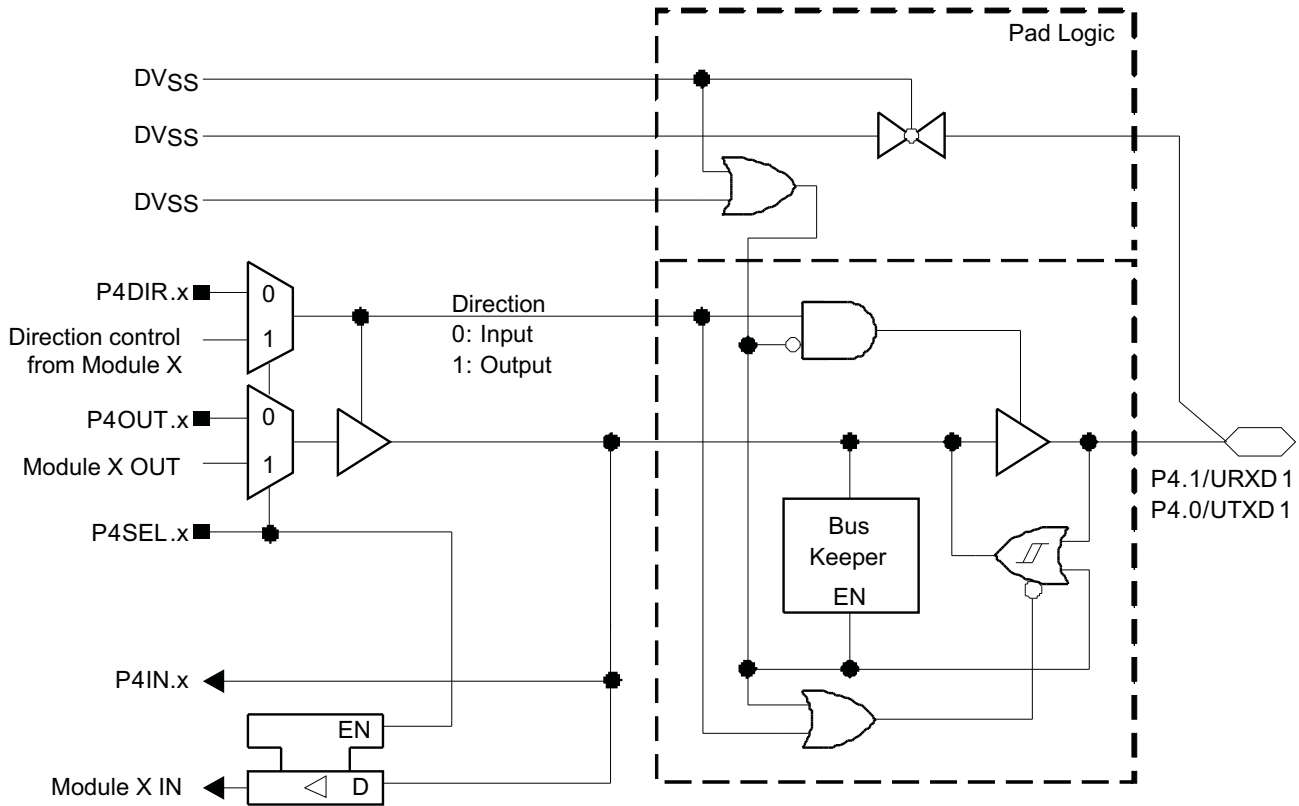 Pad Logic
DVSS
DVSS
DVSS
P4DIR.x
0
1
Direction control
from Module X
Direction
0: Input
1: Output
P4OUT.x
0
1
Module X OUT
P4SEL.x
P4.1/URXD1
P4.0/UTXD1
Bus
Keeper
EN
P4IN.x
EN
D
Module X IN